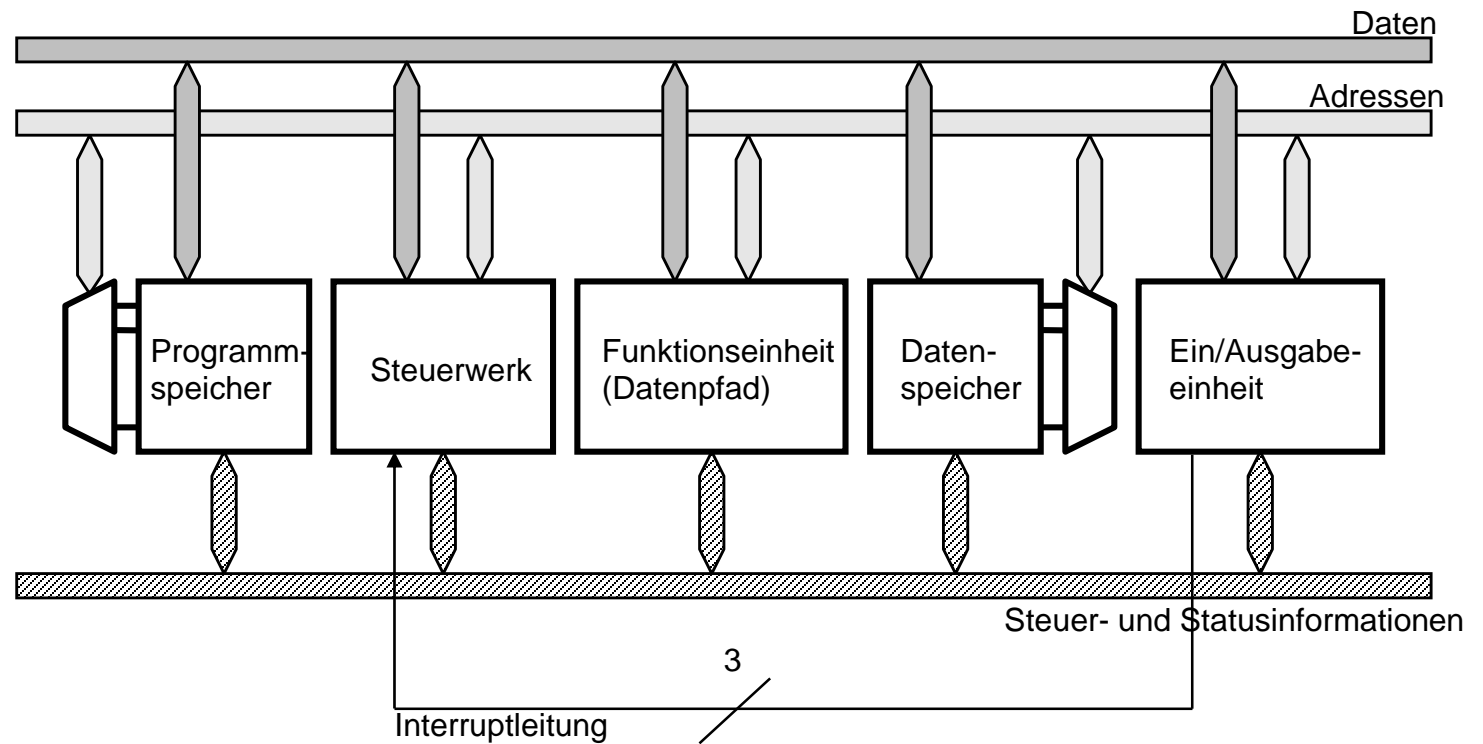 Daten
Adressen
Programm-
speicher
Steuerwerk
Funktionseinheit
(Datenpfad)
Daten-
speicher
Ein/Ausgabe-
einheit
Steuer- und Statusinformationen
3
Interruptleitung